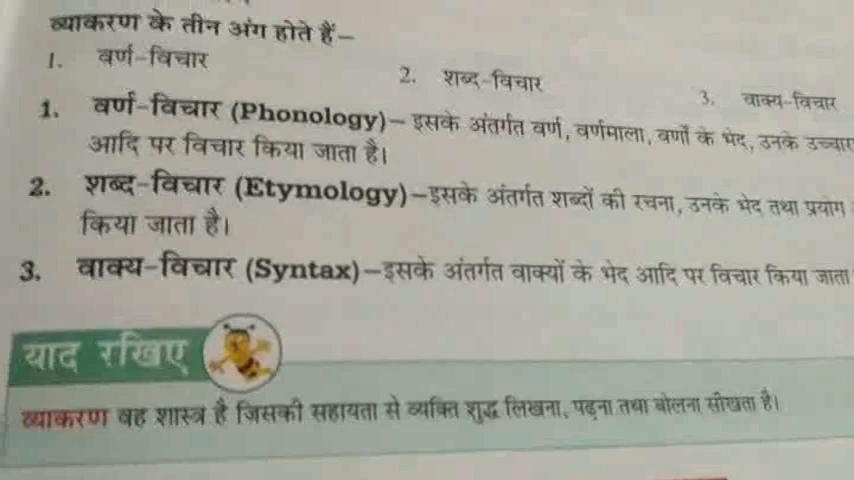 व्याकरण के तीन अंग होते हैं–
1. वर्ण-विचार 2. शब्द-विचार 3. वाक्य-विचार
1. वर्ण-विचार (Phonology)– इसके अंतर्गत वर्ण, वर्णमाला, वर्णों के भेद, उनके उच्चार
आदि पर विचार किया जाता है।
2. शब्द-विचार (Etymology)–इसके अंतर्गत शब्दों की रचना, उनके भेद तथा प्रयोग
किया जाता है।
3. वाक्य-विचार (Syntax)–इसके अंतर्गत वाक्यों के भेद आदि पर विचार किया जाता
याद रखिए
व्याकरण वह शास्त्र है जिसकी सहायता से व्यक्ति शुद्ध लिखना, पढ़ना तथा बोलना सीखता है।